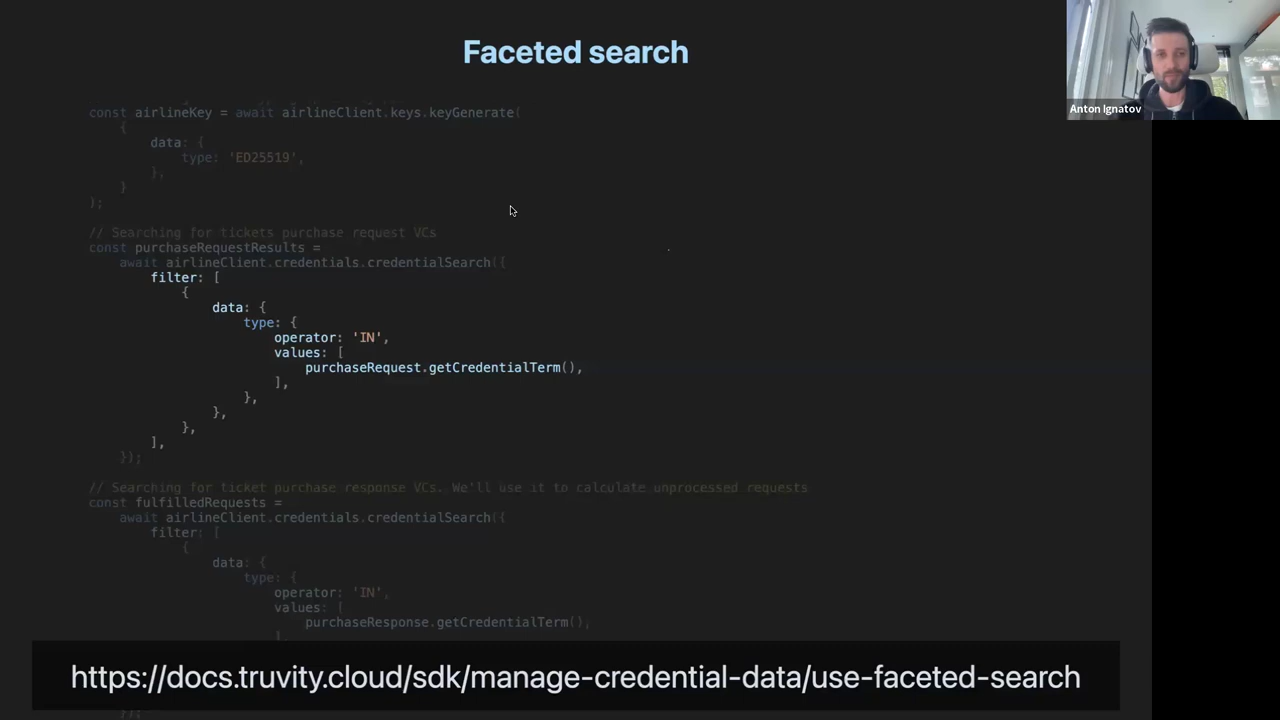 Faceted search
Anton Ignatov
const airlineKey = await airlineClient.keys.keyGenerate(
{
data: {
type: 'ED25519',
},
}
);
// Searching for tickets purchase request VCs
const purchaseRequestResults =
await airlineClient.credentials.credentialSearch({
filter: [
{
data: {
type: {
operator: 'IN',
values: [
purchaseRequest.getCredentialTerm(),
],
},
},
},
],
});
// Searching for ticket purchase response VCs. We'll use it to calculate unprocessed requests
const fulfilledRequests =
await airlineClient.credentials.credentialSearch({
filter: [
{
data: {
type: {
operator: 'IN',
values: [
purchaseResponse.getCredentialTerm(),
],
https://docs.truvity.cloud/sdk/manage-credential-data/use-faceted-search
});